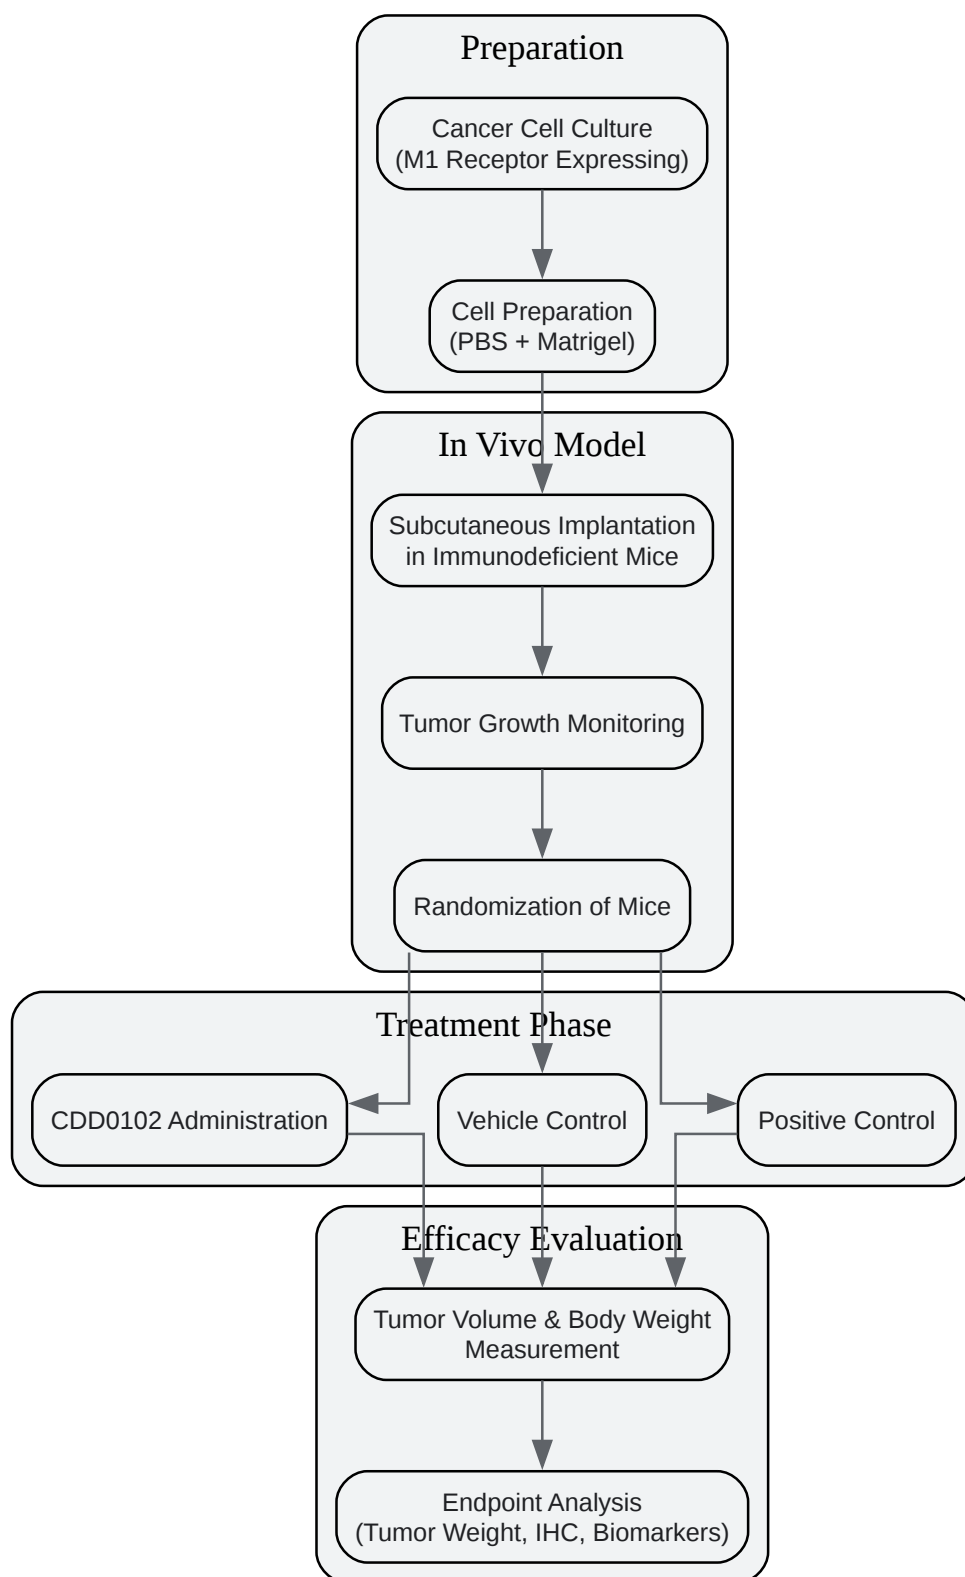 Preparation
Cancer Cell Culture
(M1 Receptor Expressing)
Cell Preparation
(PBS + Matrigel)
In Vivo Model
Subcutaneous Implantation
in Immunodeficient Mice
Tumor Growth Monitoring
Randomization of Mice
Treatment Phase
CDD0102 Administration
Vehicle Control
Positive Control
Efficacy Evaluation
Tumor Volume & Body Weight
Measurement
Endpoint Analysis
(Tumor Weight, IHC, Biomarkers)